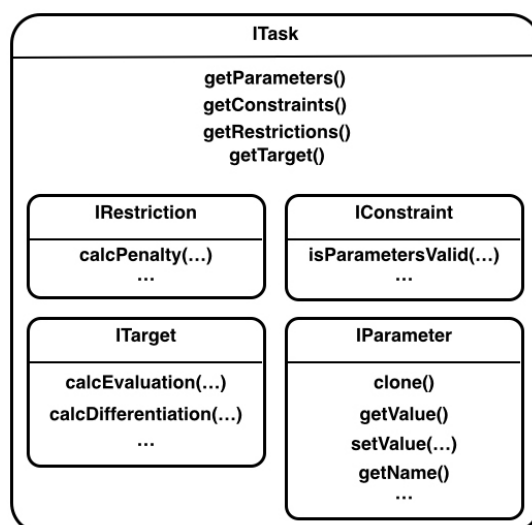 ITask
getParameters()
getConstraints()
getRestrictions()
getTarget()
IRestriction
calcPenalty(...)
...
IConstraint
isParametersValid(...)
...
ITarget
calcEvaluation(...)
calcDifferentiation(...)
...
IParameter
clone()
getValue()
setValue(...)
getName()
...